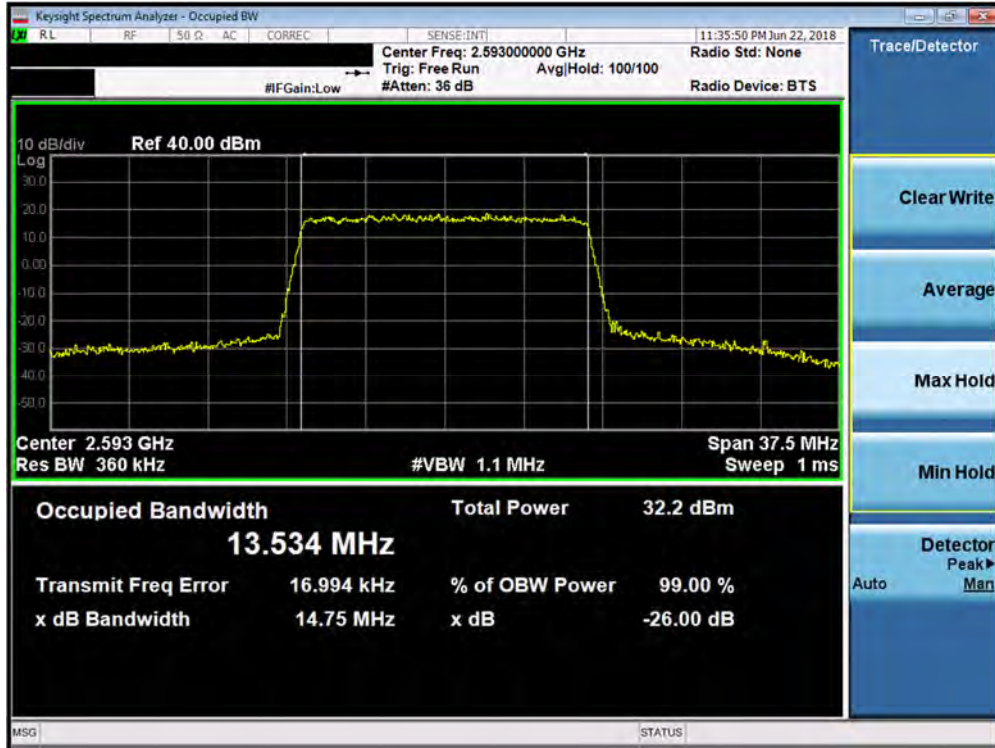 Keysight Spectrum Analyzer - Occupied BW
LXI RL RF 50 Ω AC CORREC SENSE:INT 11:35:50 PM Jun 22, 2018
Center Freq: 2.593000000 GHz Radio Std: None
Trig: Free Run Avg|Hold: 100/100
#IFGain:Low #Atten: 36 dB Radio Device: BTS
10 dB/div Ref 40.00 dBm
Log
30.0
20.0
10.0
0.00
-10.0
-20.0
-30.0
-40.0
-50.0
Center 2.593 GHz Span 37.5 MHz
Res BW 360 kHz #VBW 1.1 MHz Sweep 1 ms
Occupied Bandwidth Total Power 32.2 dBm
13.534 MHz
Transmit Freq Error 16.994 kHz % of OBW Power 99.00 %
x dB Bandwidth 14.75 MHz x dB -26.00 dB
MSG STATUS
Trace/Detector
Clear Write
Average
Max Hold
Min Hold
Detector
Peak
Auto Man